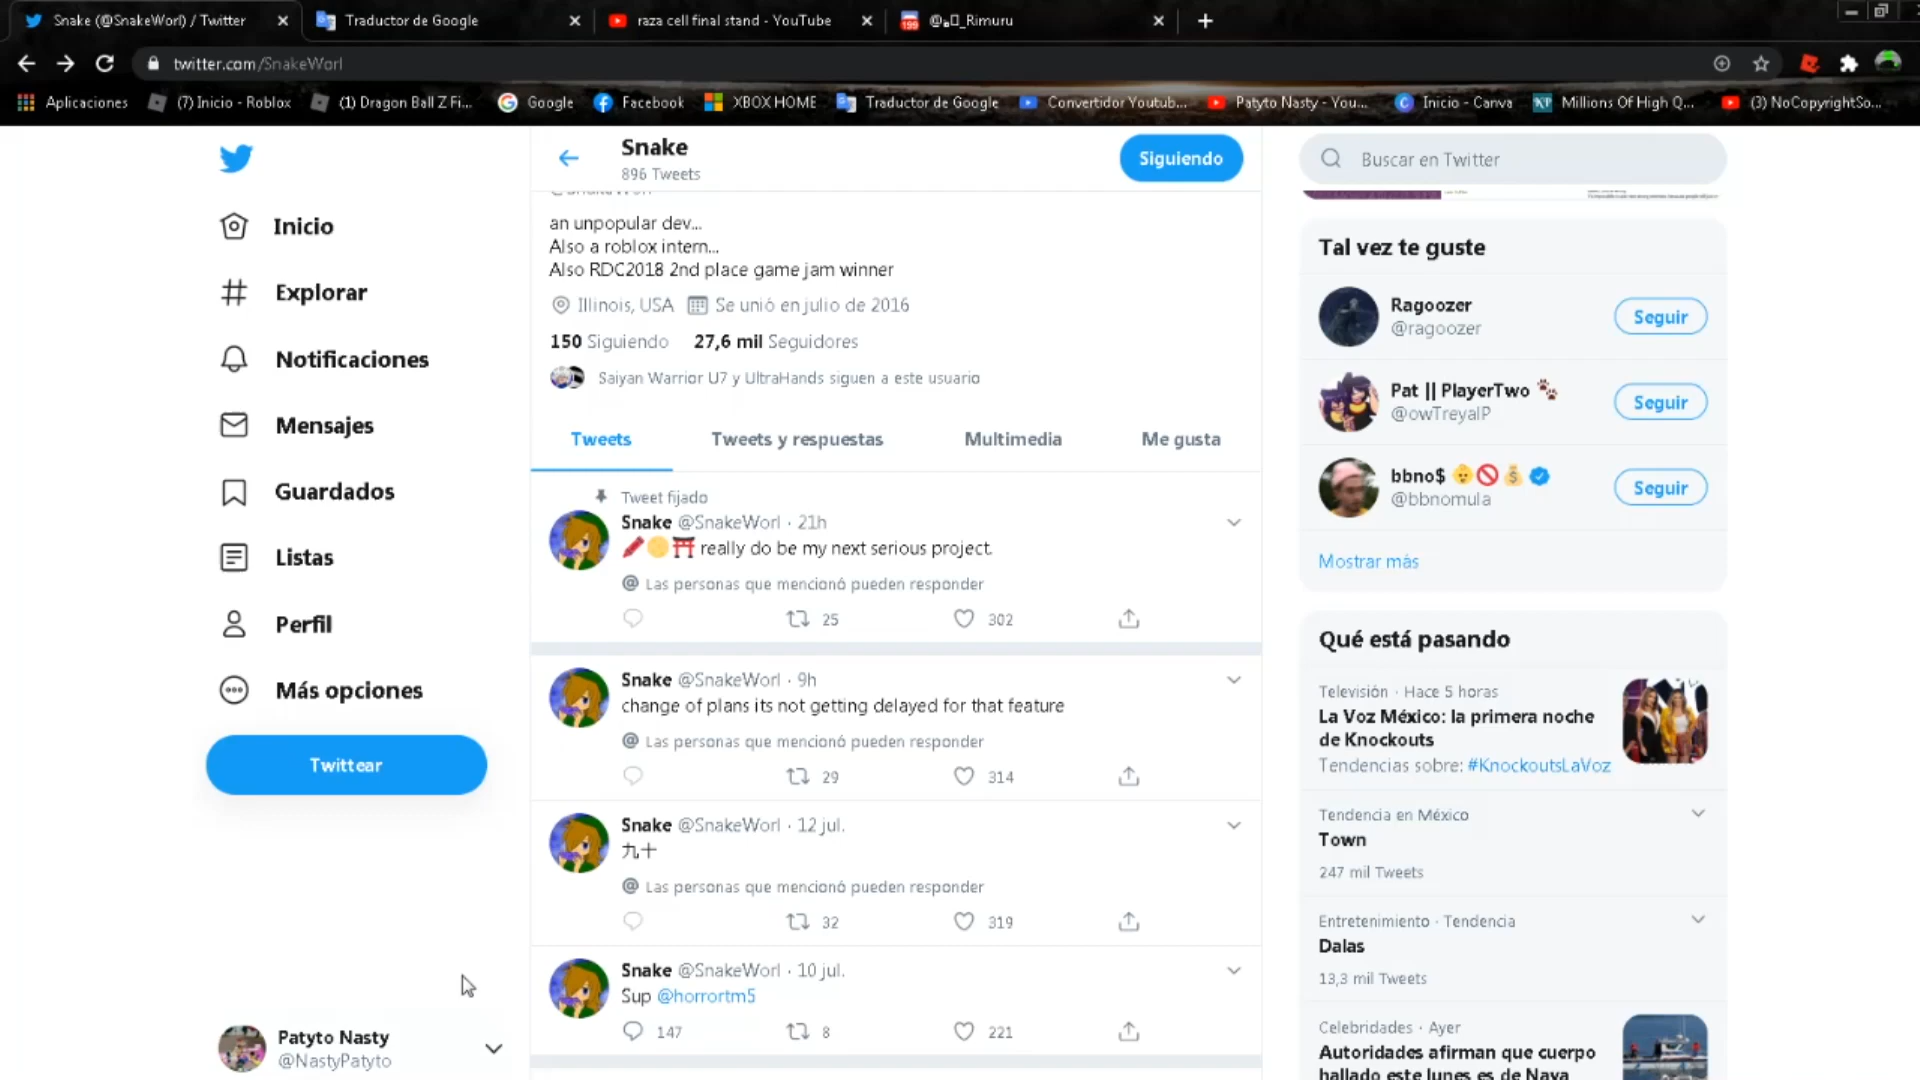 Snake (@SnakeWorl) / Twitter
Traductor de Google
raza cell final stand - YouTube
_Rimuru
twitter.com/SnakeWorl
Aplicaciones
(7) Inicio - Roblox
(1) Dragon Ball Z Fi...
Google
Facebook
XBOX HOME
Traductor de Google
Convertidor Youtub...
Patyto Nasty - You...
Inicio - Canva
Millions Of High Q...
(3) NoCopyrightSo...
Inicio
Explorar
Notificaciones
Mensajes
Guardados
Listas
Perfil
Más opciones
Twittear
Patyto Nasty
@NastyPatyto
Snake
896 Tweets
Siguiendo
an unpopular dev...
Also a roblox intern...
Also RDC2018 2nd place game jam winner
Illinois, USA
Se unió en julio de 2016
150 Siguiendo
27,6 mil Seguidores
Saiyan Warrior U7 y UltraHands siguen a este usuario
Tweets
Tweets y respuestas
Multimedia
Me gusta
Tweet fijado
Snake @SnakeWorl · 21h
🖍️🌕⛩️ really do be my next serious project.
@ Las personas que mencionó pueden responder
25
302
Snake @SnakeWorl · 9h
change of plans its not getting delayed for that feature
@ Las personas que mencionó pueden responder
29
314
Snake @SnakeWorl · 12 jul.
九十
@ Las personas que mencionó pueden responder
32
319
Snake @SnakeWorl · 10 jul.
Sup @horrortm5
147
8
221
Buscar en Twitter
Tal vez te guste
Ragoozer
@ragoozer
Seguir
Pat || PlayerTwo 🐾
@owTreyalP
Seguir
bbno$ 👶🚫💰
@bbnomula
Seguir
Mostrar más
Qué está pasando
Televisión · Hace 5 horas
La Voz México: la primera noche
de Knockouts
Tendencias sobre: #KnockoutsLaVoz
Tendencia en México
Town
247 mil Tweets
Entretenimiento · Tendencia
Dalas
13,3 mil Tweets
Celebridades · Ayer
Autoridades afirman que cuerpo
hallado este lunes es de Naya